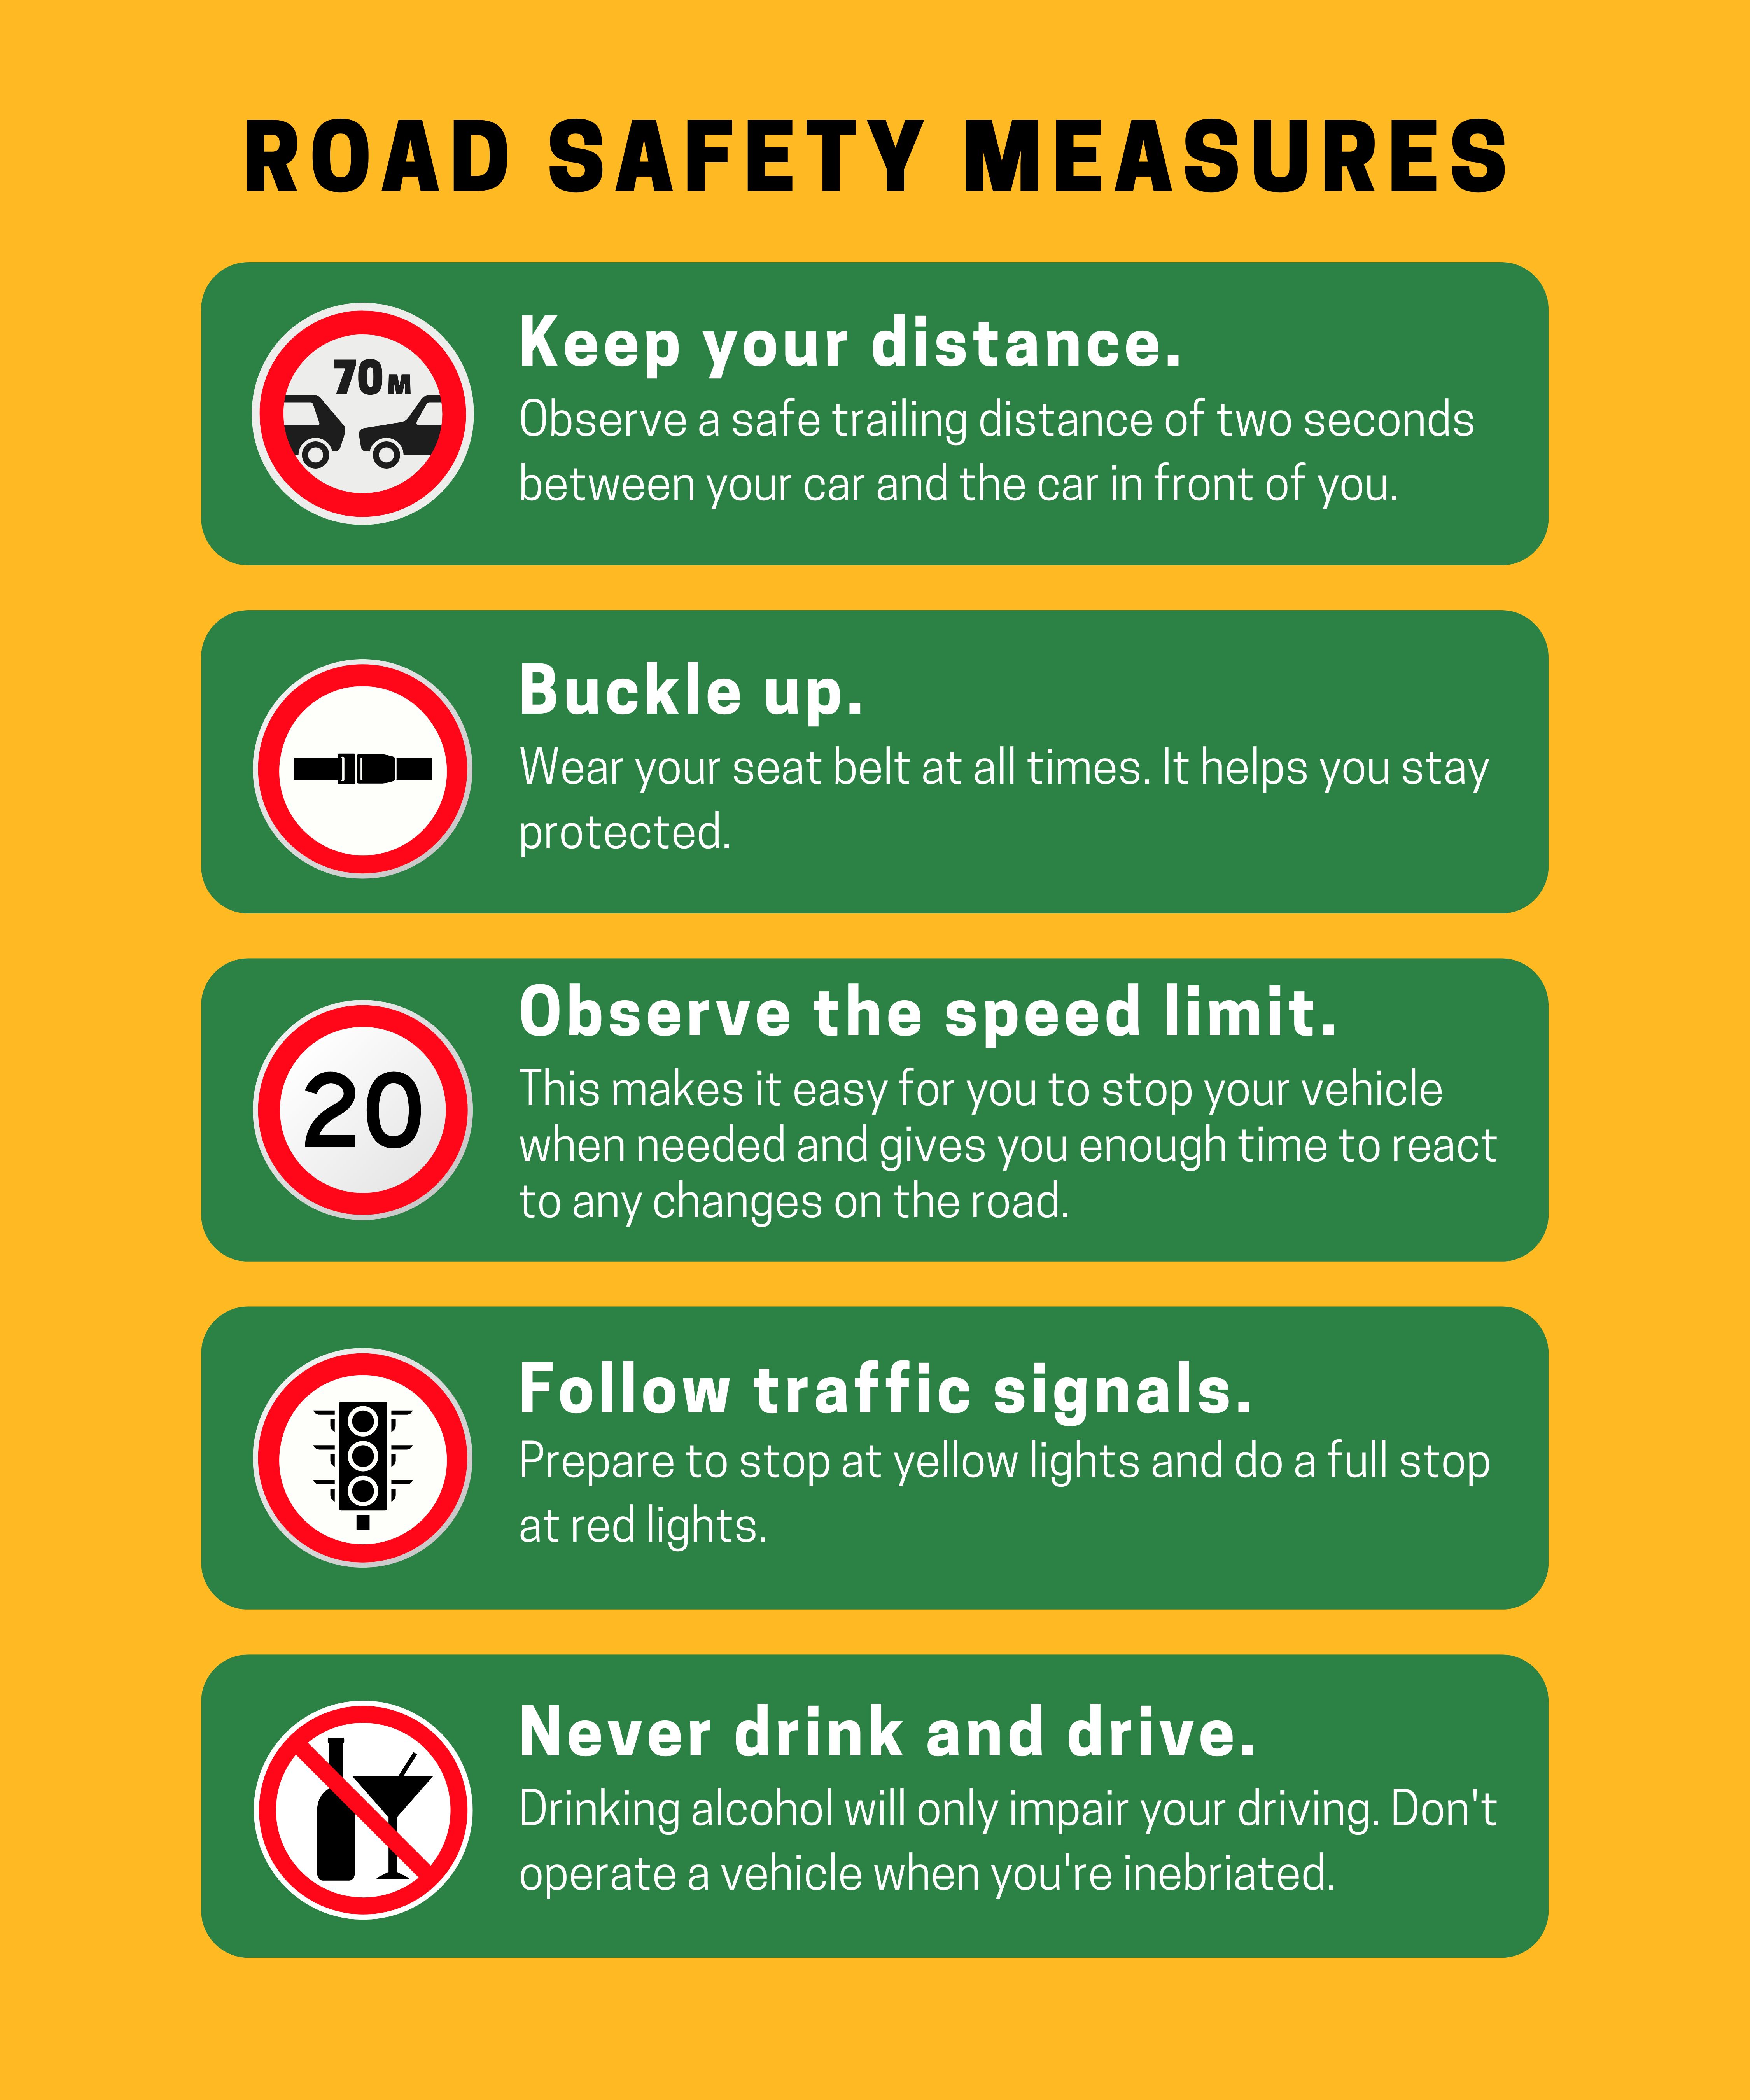 ROAD SAFETY MEASURES
70M
Keep your distance.
Observe a safe trailing distance of two seconds
between your car and the car in front of you.
Buckle up.
Wear your seat belt at all times. It helps you stay
protected.
20
Observe the speed limit.
This makes it easy for you to stop your vehicle
when needed and gives you enough time to react
to any changes on the road.
Follow traffic signals.
Prepare to stop at yellow lights and do a full stop
at red lights.
Never drink and drive.
Drinking alcohol will only impair your driving. Don't
operate a vehicle when you're inebriated.